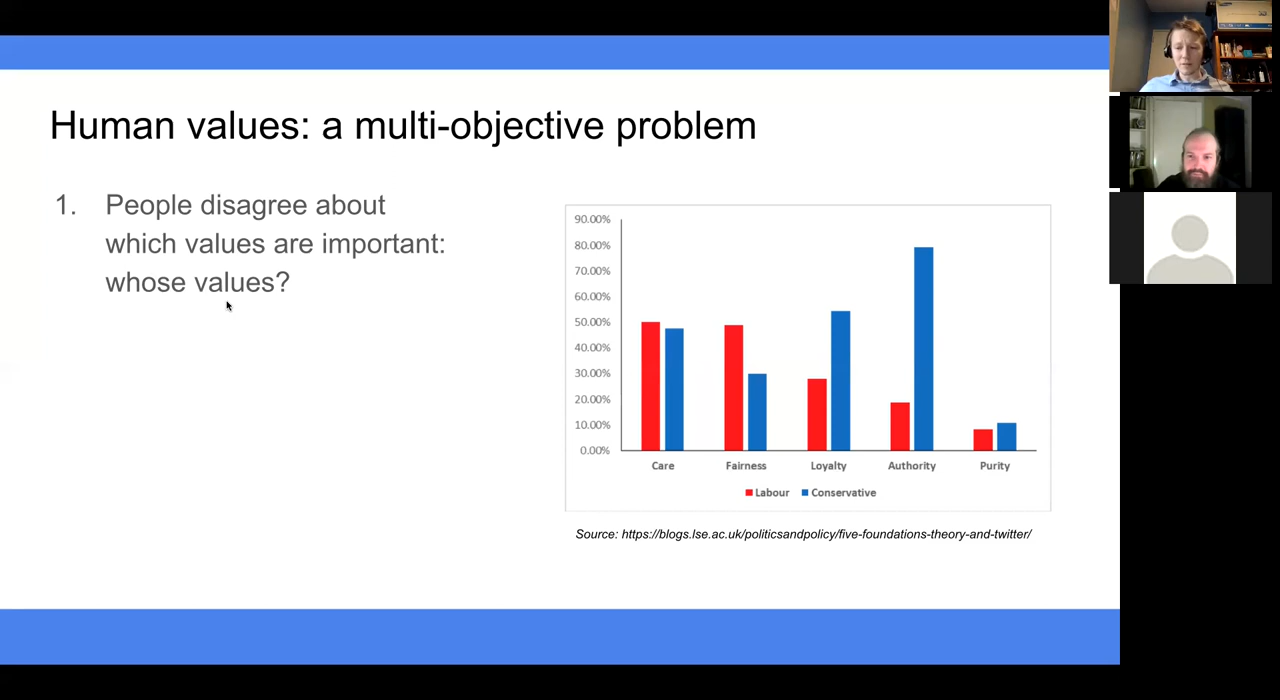 Human values: a multi-objective problem
1. People disagree about
which values are important:
whose values?
90.00%
80.00%
70.00%
60.00%
50.00%
40.00%
30.00%
20.00%
10.00%
0.00%
Care Fairness Loyalty Authority Purity
Labour Conservative
Source: https://blogs.lse.ac.uk/politicsandpolicy/five-foundations-theory-and-twitter/